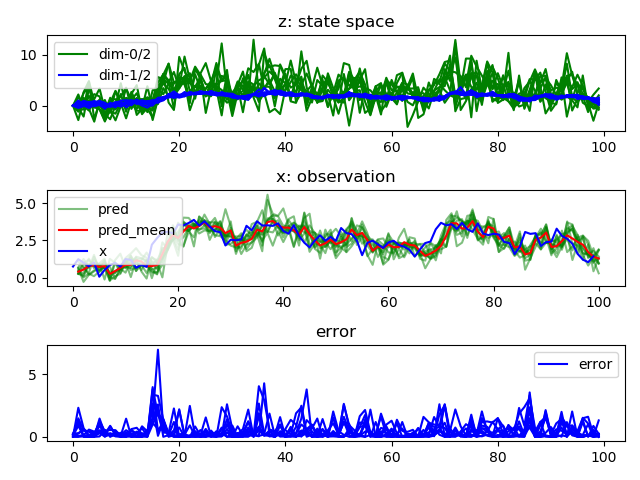 z: state space
10
0
dim-0/2
dim-1/2
0 20 40 60 80 100
x: observation
5.0
2.5
0.0
pred
pred_mean
x
0 20 40 60 80 100
error
5
0
error
0 20 40 60 80 100